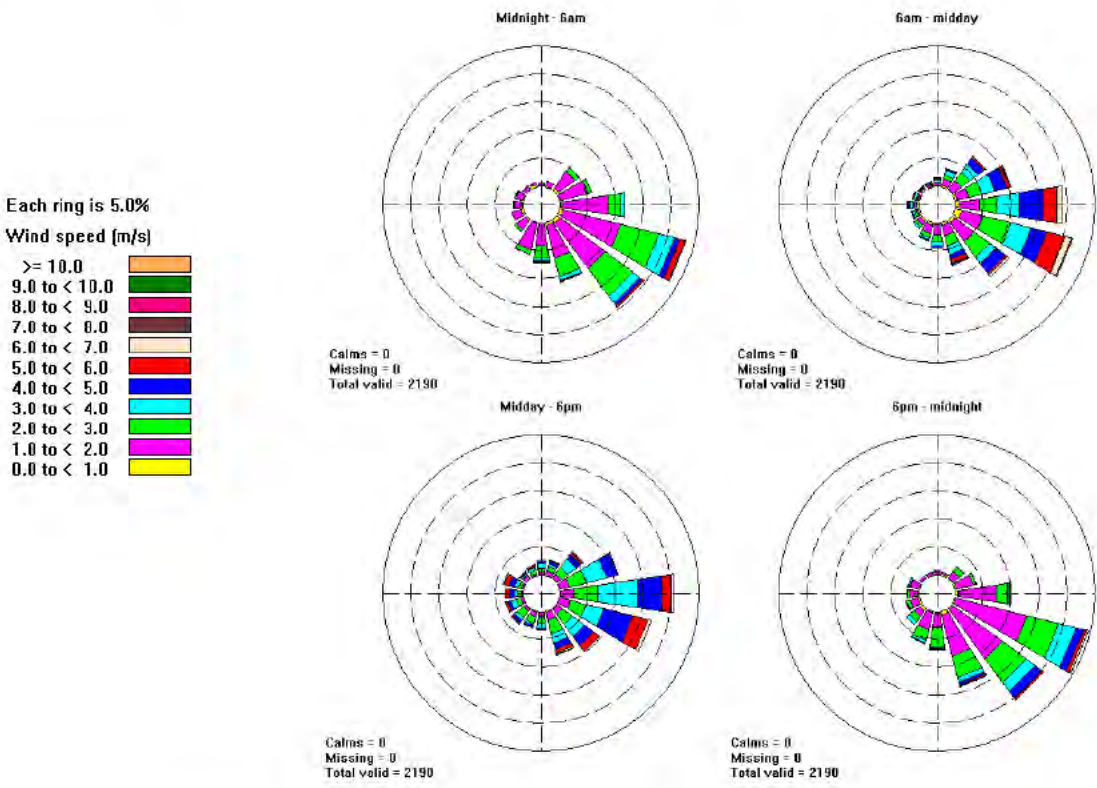 Midnight - 6am
6am - midday
Each ring is 5.0%
Wind speed (m/s)
>= 10.0
9.0 to < 10.0
8.0 to < 9.0
7.0 to < 8.0
6.0 to < 7.0
5.0 to < 6.0
4.0 to < 5.0
3.0 to < 4.0
2.0 to < 3.0
1.0 to < 2.0
0.0 to < 1.0
Calms = 0
Missing = 0
Total valid = 2190
Calms = 0
Missing = 0
Total valid = 2190
Midday - 6pm
6pm - midnight
Calms = 0
Missing = 0
Total valid = 2190
Calms = 0
Missing = 0
Total valid = 2190